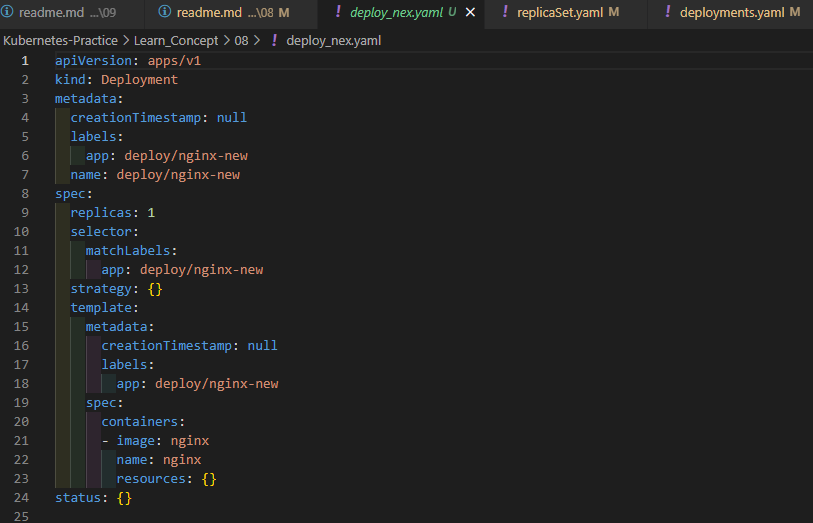 readme.md ...\09
readme.md ...\08 M
! deploy_nex.yaml U
! replicaSet.yaml M
! deployments.yaml M
Kubernetes-Practice > Learn_Concept > 08 > ! deploy_nex.yaml
1 apiVersion: apps/v1
2 kind: Deployment
3 metadata:
4   creationTimestamp: null
5   labels:
6     app: deploy/nginx-new
7   name: deploy/nginx-new
8 spec:
9   replicas: 1
10   selector:
11     matchLabels:
12       app: deploy/nginx-new
13   strategy: {}
14   template:
15     metadata:
16       creationTimestamp: null
17       labels:
18         app: deploy/nginx-new
19     spec:
20       containers:
21       - image: nginx
22         name: nginx
23         resources: {}
24 status: {}
25